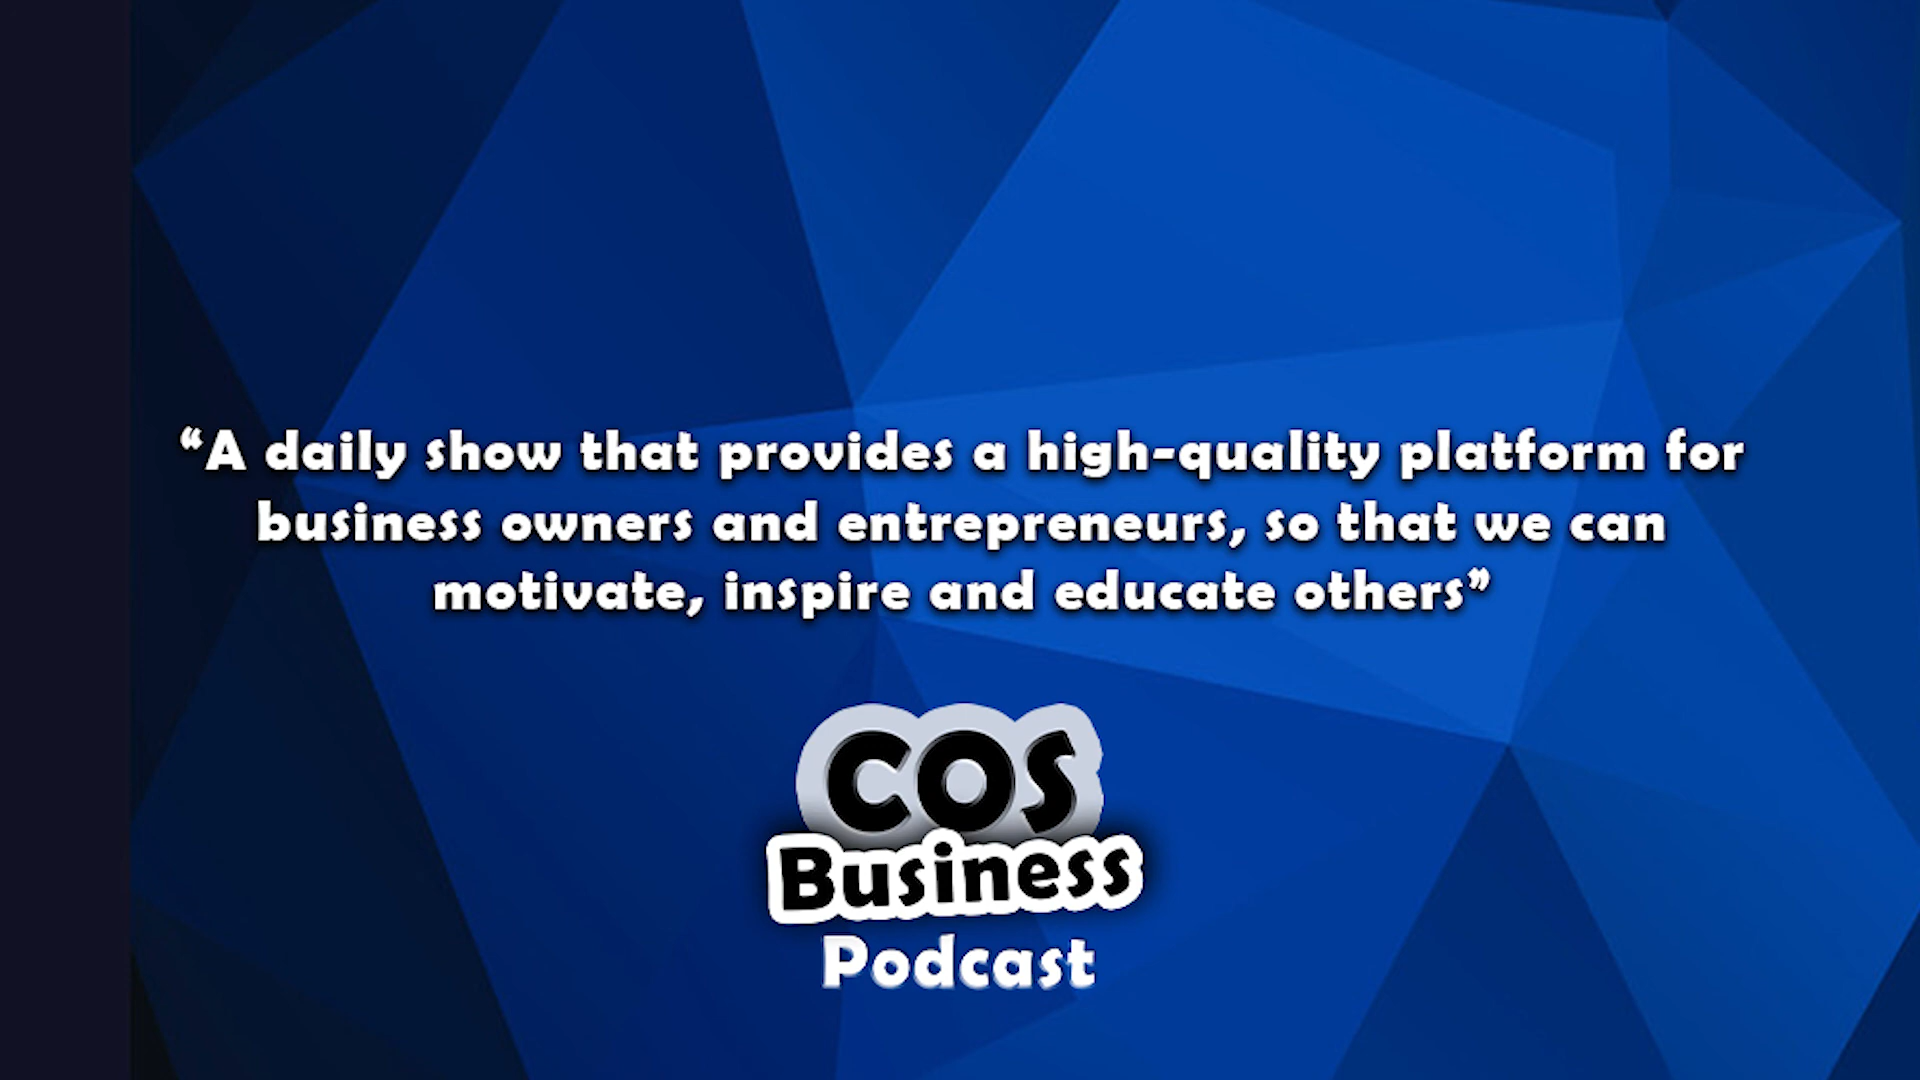 “A daily show that provides a high-quality platform for
business owners and entrepreneurs, so that we can
motivate, inspire and educate others”
COS
Business
Podcast